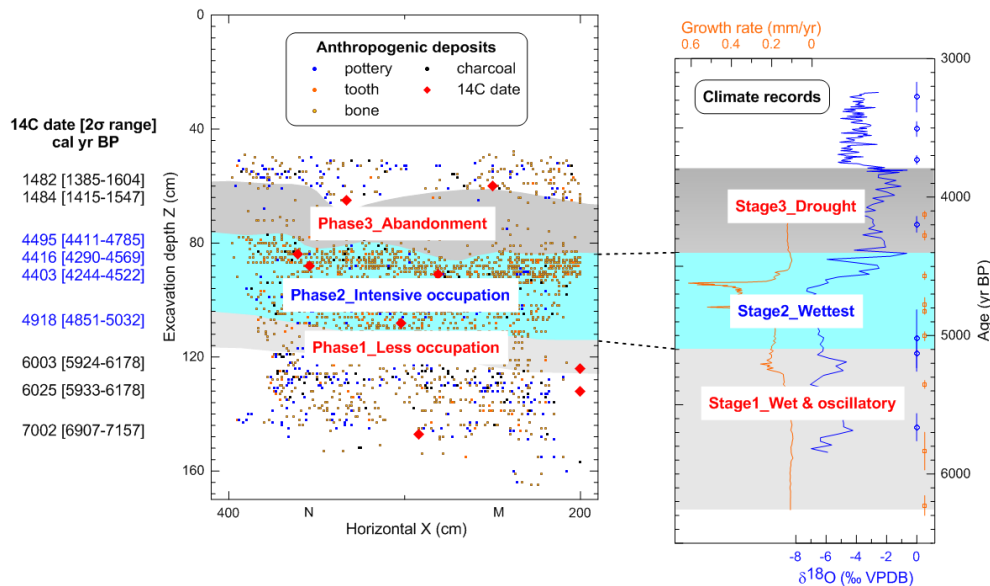 14C date [2σ range]
cal yr BP
1482 [1385-1604]
1484 [1415-1547]
4495 [4411-4785]
4416 [4290-4569]
4403 [4244-4522]
4918 [4851-5032]
6003 [5924-6178]
6025 [5933-6178]
7002 [6907-7157]
Excavation depth Z (cm)
0
40
80
120
160
Anthropogenic deposits
pottery
charcoal
tooth
14C date
bone
Phase3_Abandonment
Phase2_Intensive occupation
Phase1_Less occupation
400
N
M
200
Horizontal X (cm)
Growth rate (mm/yr)
0.6
0.4
0.2
0
Climate records
Stage3_Drought
Stage2_Wettest
Stage1_Wet & oscillatory
3000
4000
5000
6000
Age (yr BP)
-8
-6
-4
-2
0
δ18O (‰ VPDB)